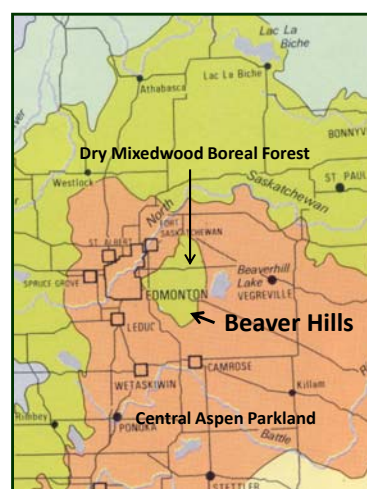 Lac La
Biche
Lac La Biche
Athabasca
BONNYV
Dry Mixedwood Boreal Forest
Westlock
ST. PAUL
Saskatchewan
North
FORT
SASKATCHEWAN
ST. ALBERT
SPRUCE GROVE
Beaverhill
Lake
EDMONTON
VEGREVILLE
Beaver Hills
LEDUC
CAMROSE
WETASKIWIN
Killam
Rimbey
Central Aspen Parkland
PONOKA
Battle
STETTLER